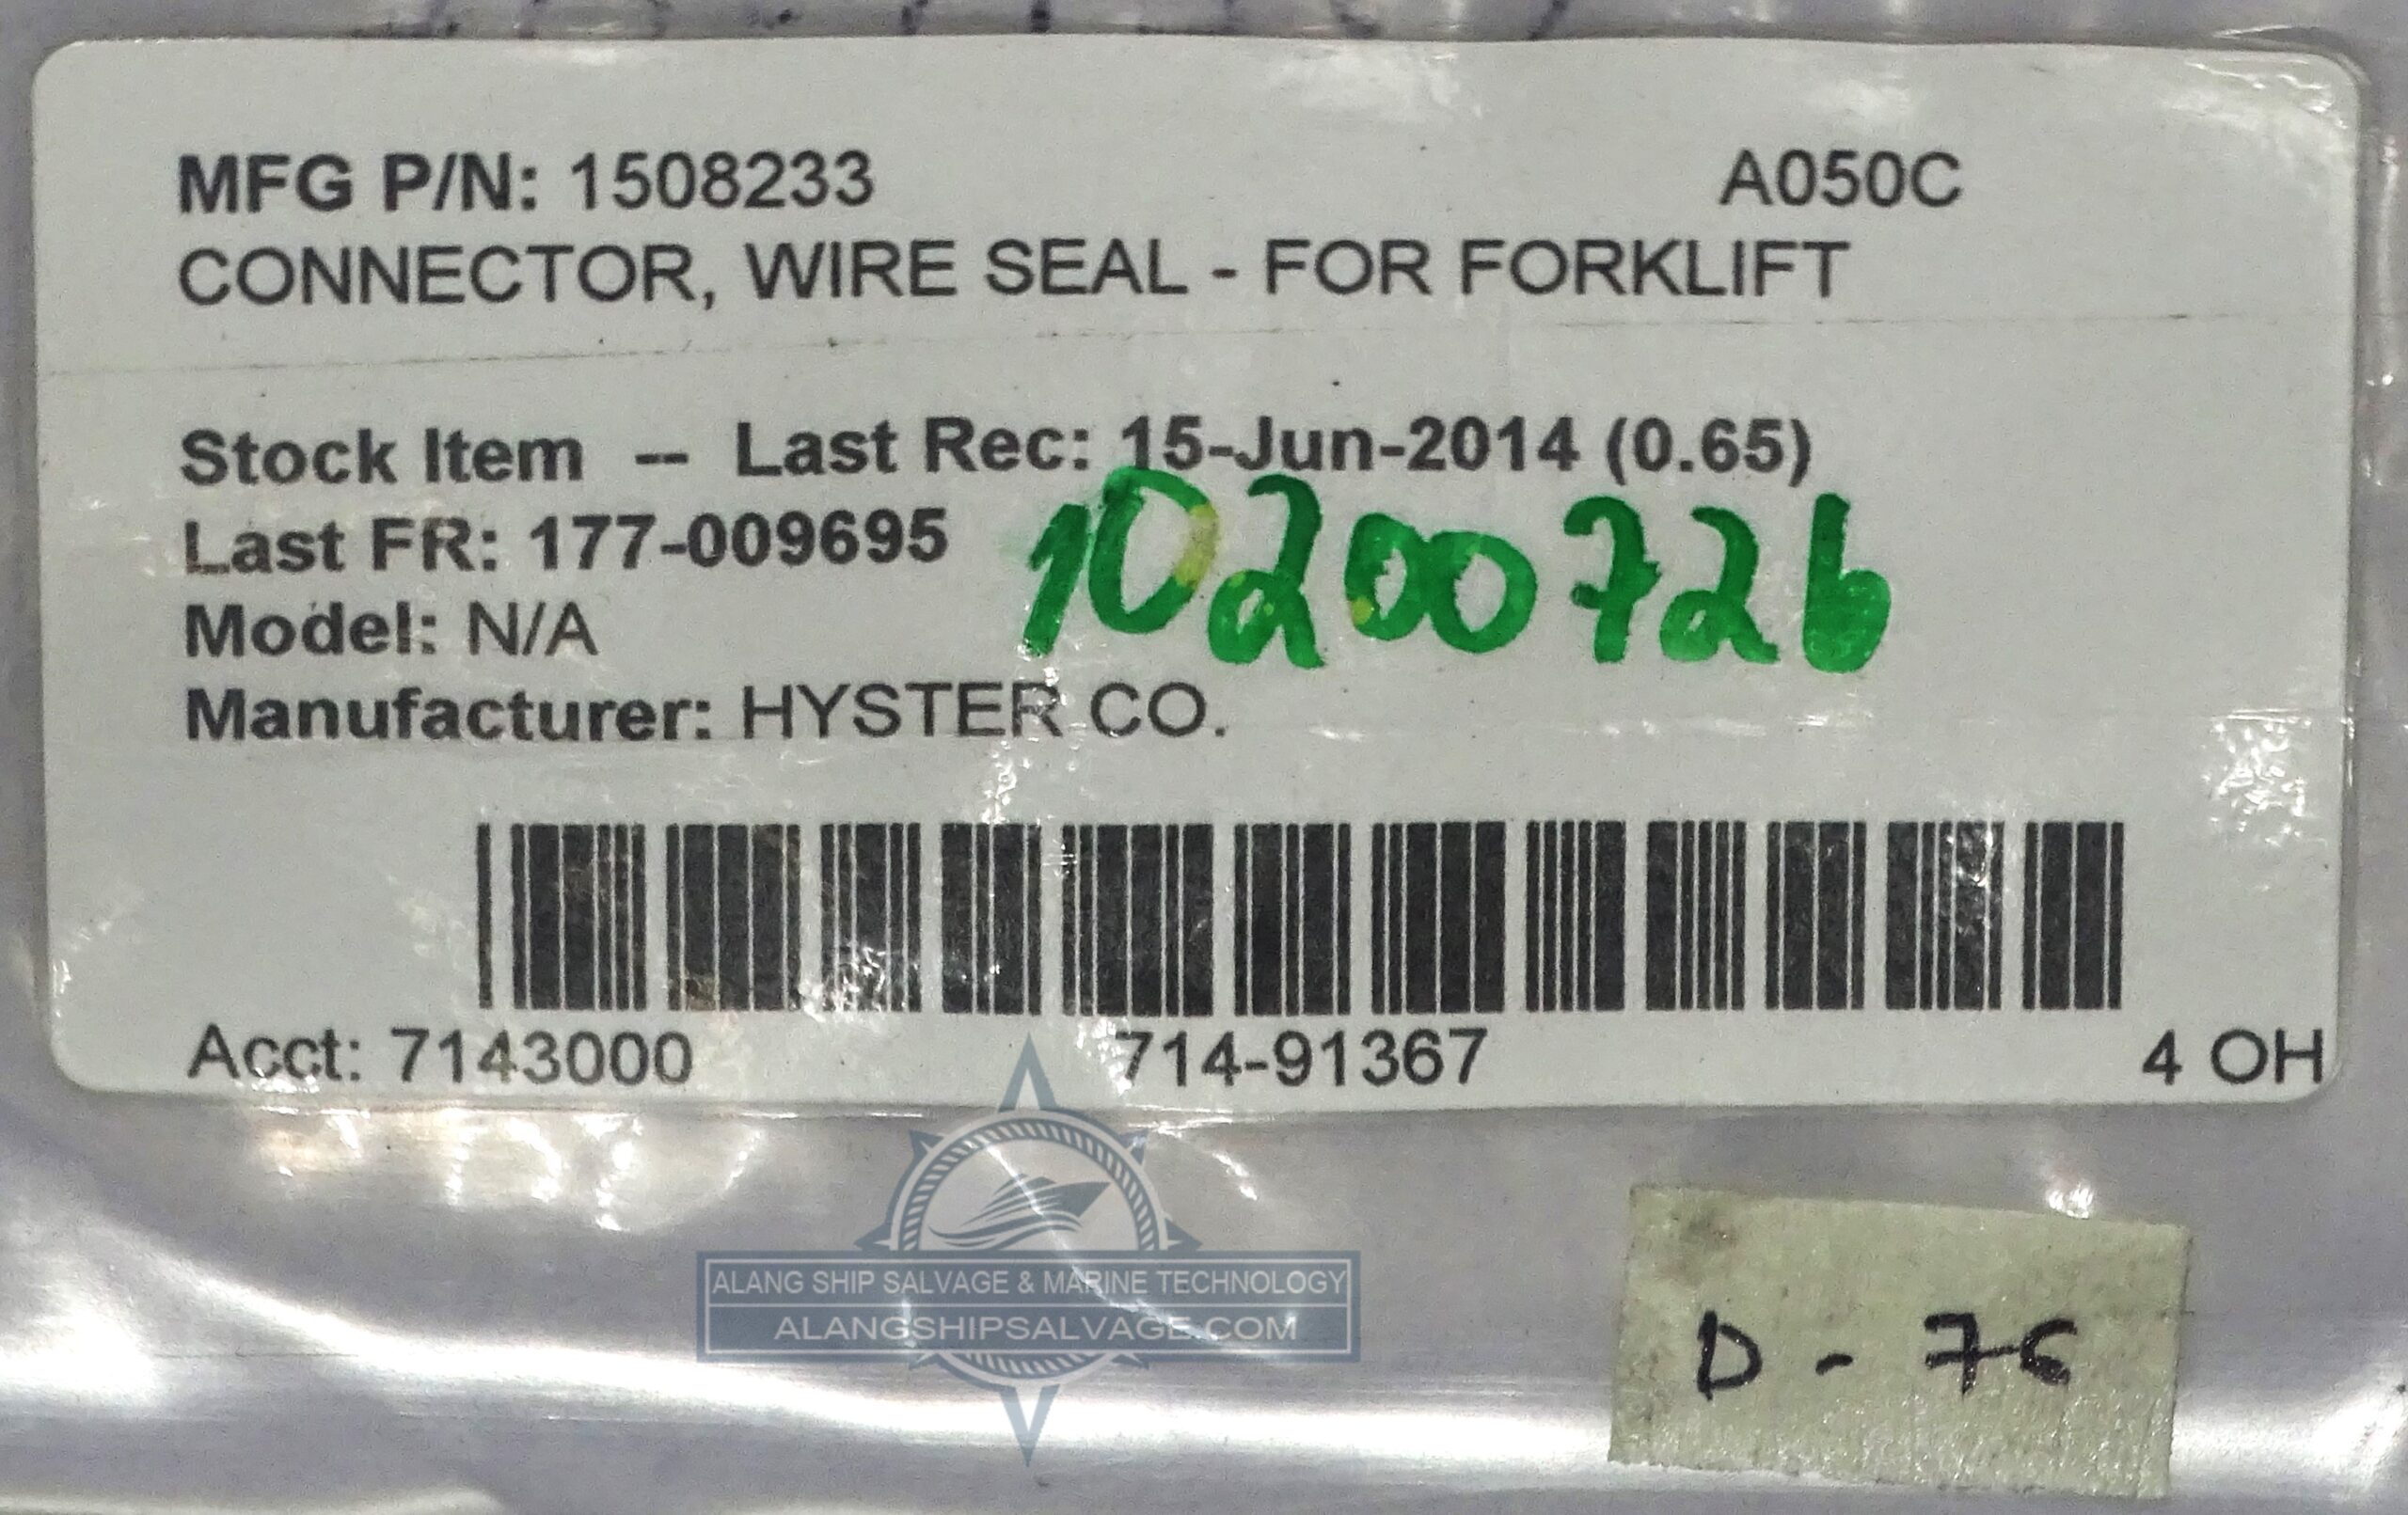 MFG P/N: 1508233 A050C
CONNECTOR, WIRE SEAL - FOR FORKLIFT
Stock Item -- Last Rec: 15-Jun-2014 (0.65)
Last FR: 177-009695 10200726
Model: N/A
Manufacturer: HYSTER CO.
Acct: 7143000 714-91367 4 OH
ALANG SHIP SALVAGE & MARINE TECHNOLOGY
ALANGSHIPSALVAGE.COM
D - 76